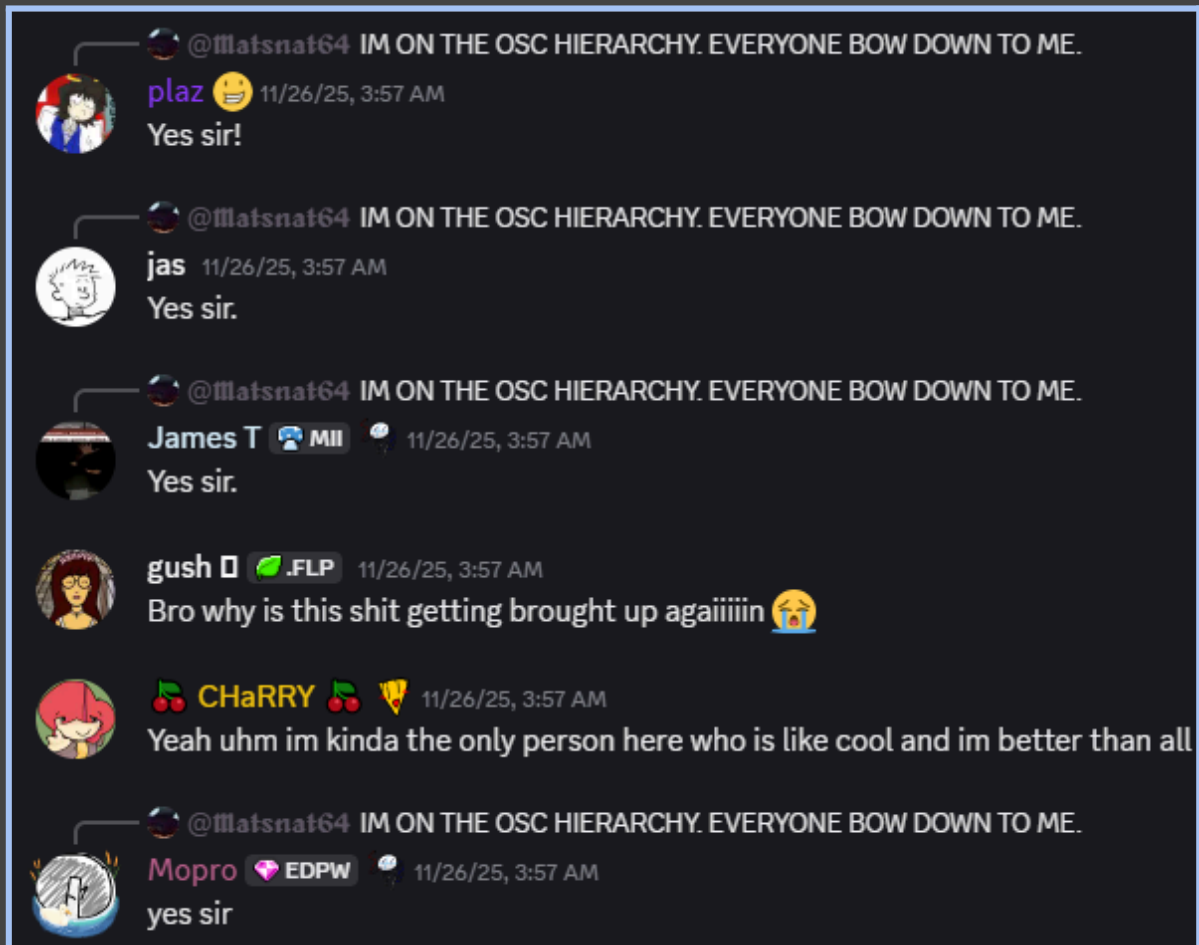 @Matsnat64 IM ON THE OSC HIERARCHY. EVERYONE BOW DOWN TO ME.
plaz 😀 11/26/25, 3:57 AM
Yes sir!
@Matsnat64 IM ON THE OSC HIERARCHY. EVERYONE BOW DOWN TO ME.
jas 11/26/25, 3:57 AM
Yes sir.
@Matsnat64 IM ON THE OSC HIERARCHY. EVERYONE BOW DOWN TO ME.
James T MII 11/26/25, 3:57 AM
Yes sir.
gush .FLP 11/26/25, 3:57 AM
Bro why is this shit getting brought up agaiiiiin 😭
🍒 CHaRRY 🍒 🍕 11/26/25, 3:57 AM
Yeah uhm im kinda the only person here who is like cool and im better than all
@Matsnat64 IM ON THE OSC HIERARCHY. EVERYONE BOW DOWN TO ME.
Mopro EDPW 11/26/25, 3:57 AM
yes sir